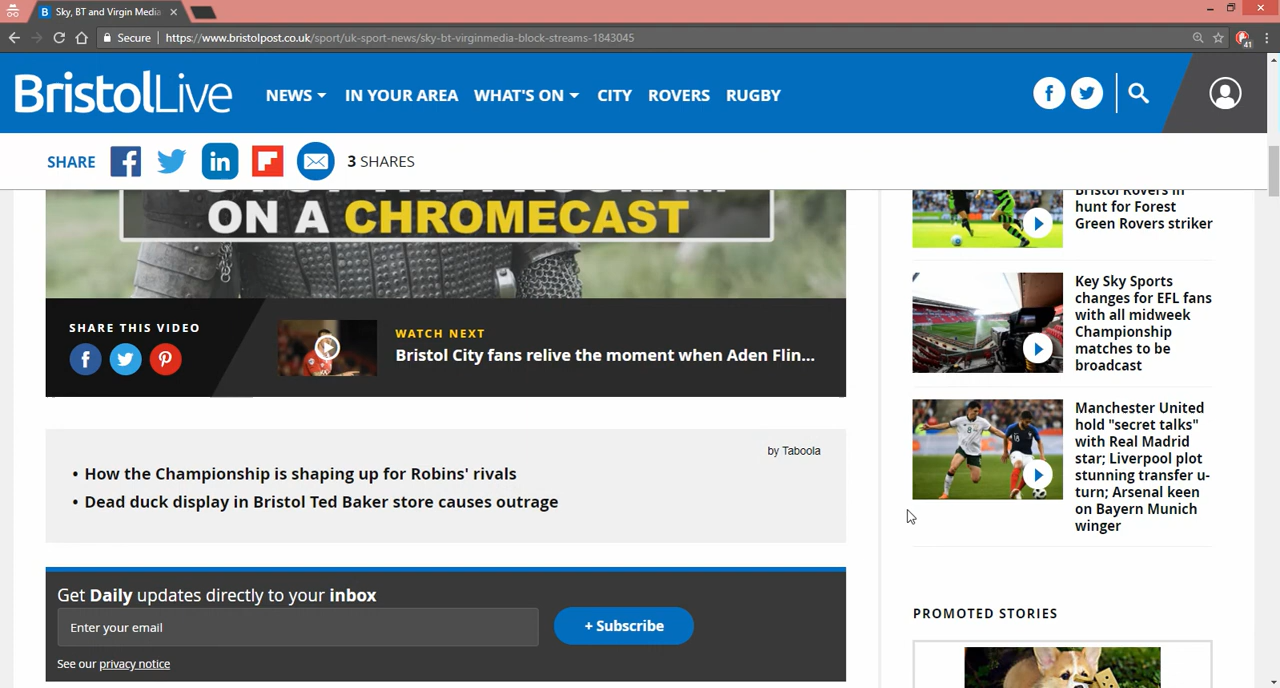 Sky, BT and Virgin Media
Secure
https://www.bristolpost.co.uk/sport/uk-sport-news/sky-bt-virginmedia-block-streams-1843045
41
BristolLive
NEWS
IN YOUR AREA
WHAT'S ON
CITY
ROVERS
RUGBY
SHARE
3 SHARES
ON A CHROMECAST
SHARE THIS VIDEO
WATCH NEXT
Bristol City fans relive the moment when Aden Flin...
by Taboola
• How the Championship is shaping up for Robins' rivals
• Dead duck display in Bristol Ted Baker store causes outrage
Get Daily updates directly to your inbox
Enter your email
+ Subscribe
See our privacy notice
Bristol Rovers in
hunt for Forest
Green Rovers striker
Key Sky Sports
changes for EFL fans
with all midweek
Championship
matches to be
broadcast
Manchester United
hold "secret talks"
with Real Madrid
star; Liverpool plot
stunning transfer u-
turn; Arsenal keen
on Bayern Munich
winger
PROMOTED STORIES